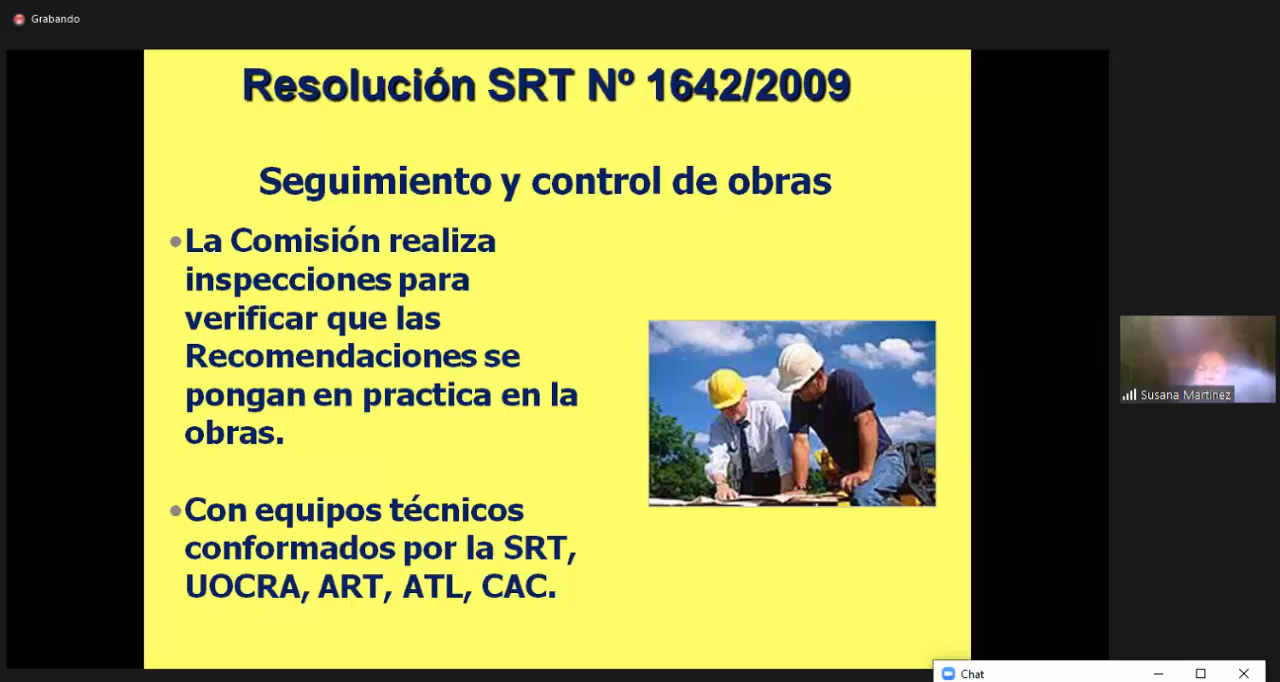 Grabando
Resolución SRT Nº 1642/2009
Seguimiento y control de obras
•La Comisión realiza
inspecciones para
verificar que las
Recomendaciones se
pongan en practica en la
obras.
•Con equipos técnicos
conformados por la SRT,
UOCRA, ART, ATL, CAC.
Susana Martinez
Chat